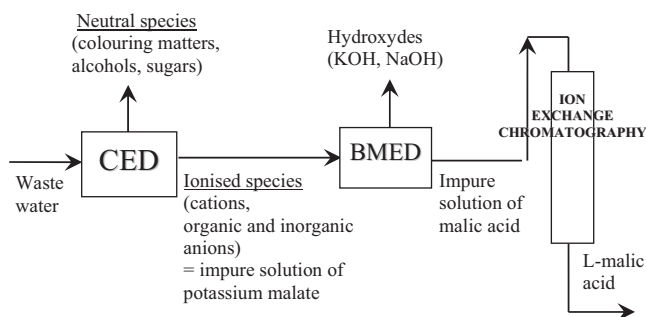 Neutral species
(colouring matters,
alcohols, sugars)
Hydroxydes
(KOH, NaOH)
ION
EXCHANGE
CHROMATOGRAPHY
CED
BMED
Waste
water
Ionised species
(cations,
organic and inorganic
anions)
= impure solution of
potassium malate
Impure
solution of
malic acid
L-malic
acid